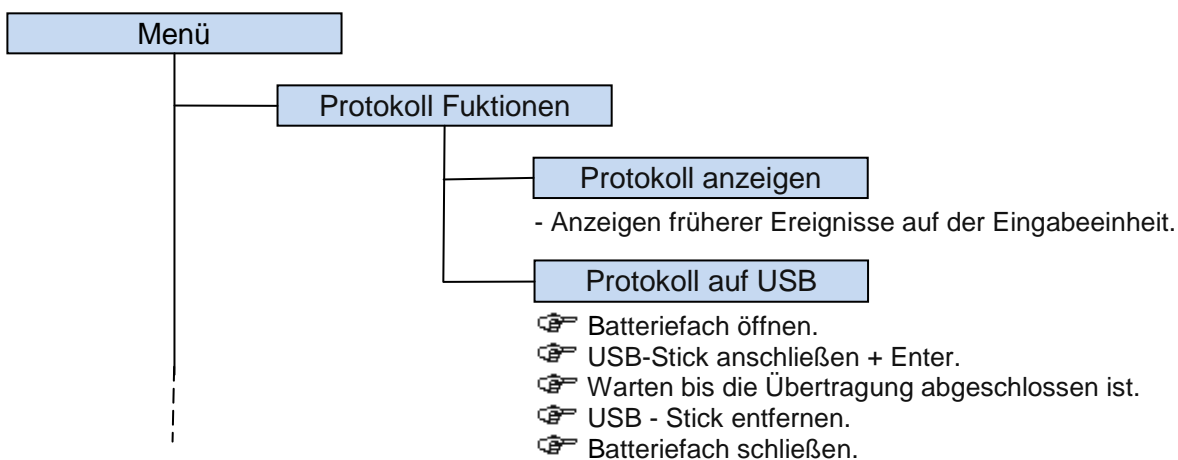 Menü
Protokoll Fuktionen
Protokoll anzeigen
- Anzeigen früherer Ereignisse auf der Eingabeeinheit.
Protokoll auf USB
Batteriefach öffnen.
USB-Stick anschließen + Enter.
Warten bis die Übertragung abgeschlossen ist.
USB - Stick entfernen.
Batteriefach schließen.